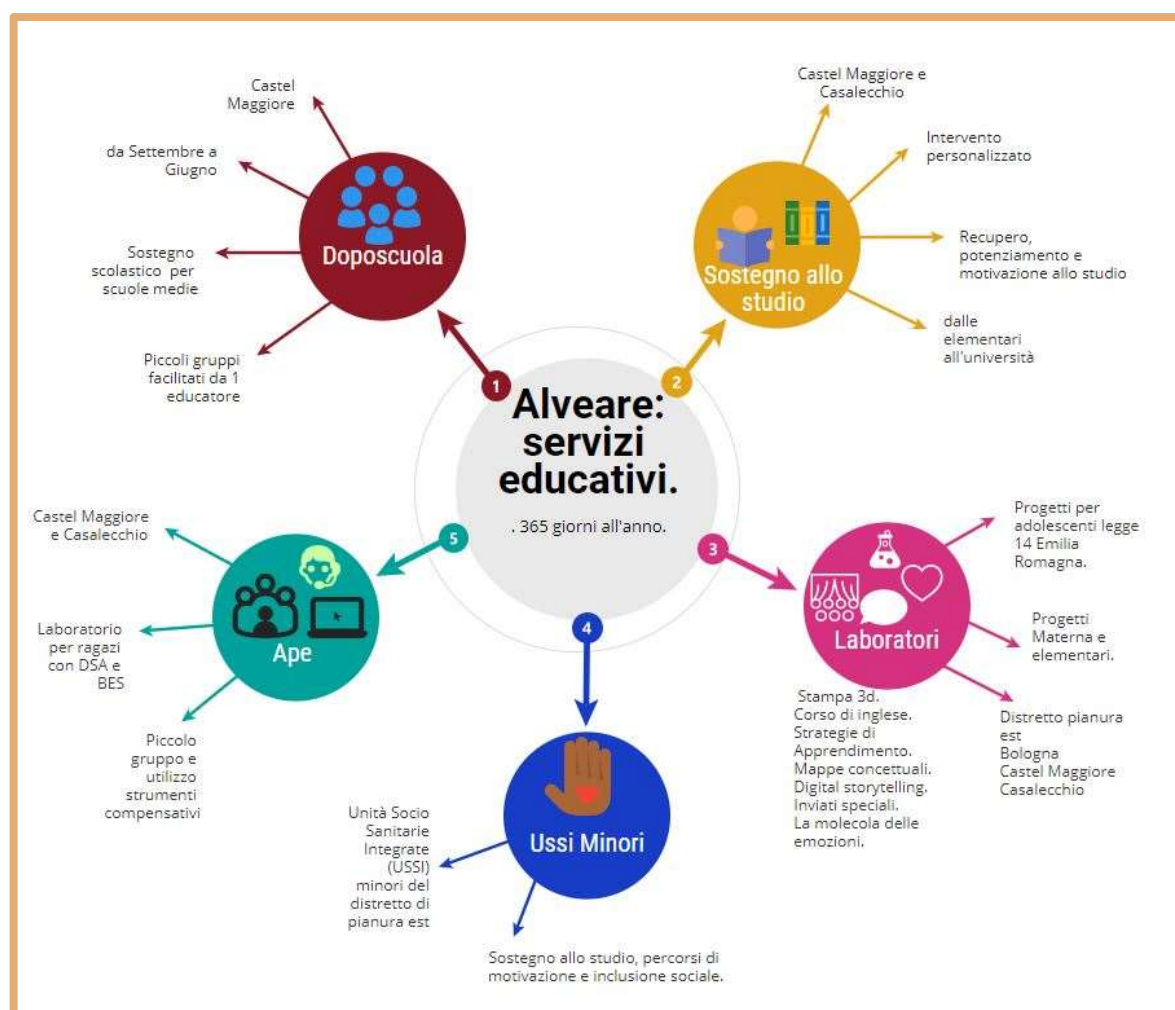 Alveare:
servizi
educativi.
. 365 giorni all'anno.
1
Doposcuola
Castel
Maggiore
da Settembre a
Giugno
Sostegno
scolastico per
scuole medie
Piccoli gruppi
facilitati da 1
educatore
2
Sostegno allo
studio
Castel Maggiore e
Casalecchio
Intervento
personalizzato
Recupero,
potenziamento e
motivazione allo studio
dalle
elementari
all'università
3
Laboratori
Progetti per
adolescenti legge
14 Emilia
Romagna.
Progetti
Materna e
elementari.
Distretto pianura
est
Bologna
Castel Maggiore
Casalecchio
Stampa 3d.
Corso di inglese.
Strategie di
Apprendimento.
Mappe concettuali.
Digital storytelling.
Inviati speciali.
La molecola delle
emozioni.
4
Ussi Minori
Unità Socio
Sanitarie
Integrate
(USSI)
minori del
distretto di
pianura est
Sostegno allo studio, percorsi di
motivazione e inclusione sociale.
5
Ape
Castel Maggiore
e Casalecchio
Laboratorio
per ragazi
con DSA e
BES
Piccolo
gruppo e
utilizzo
strumenti
compensativi